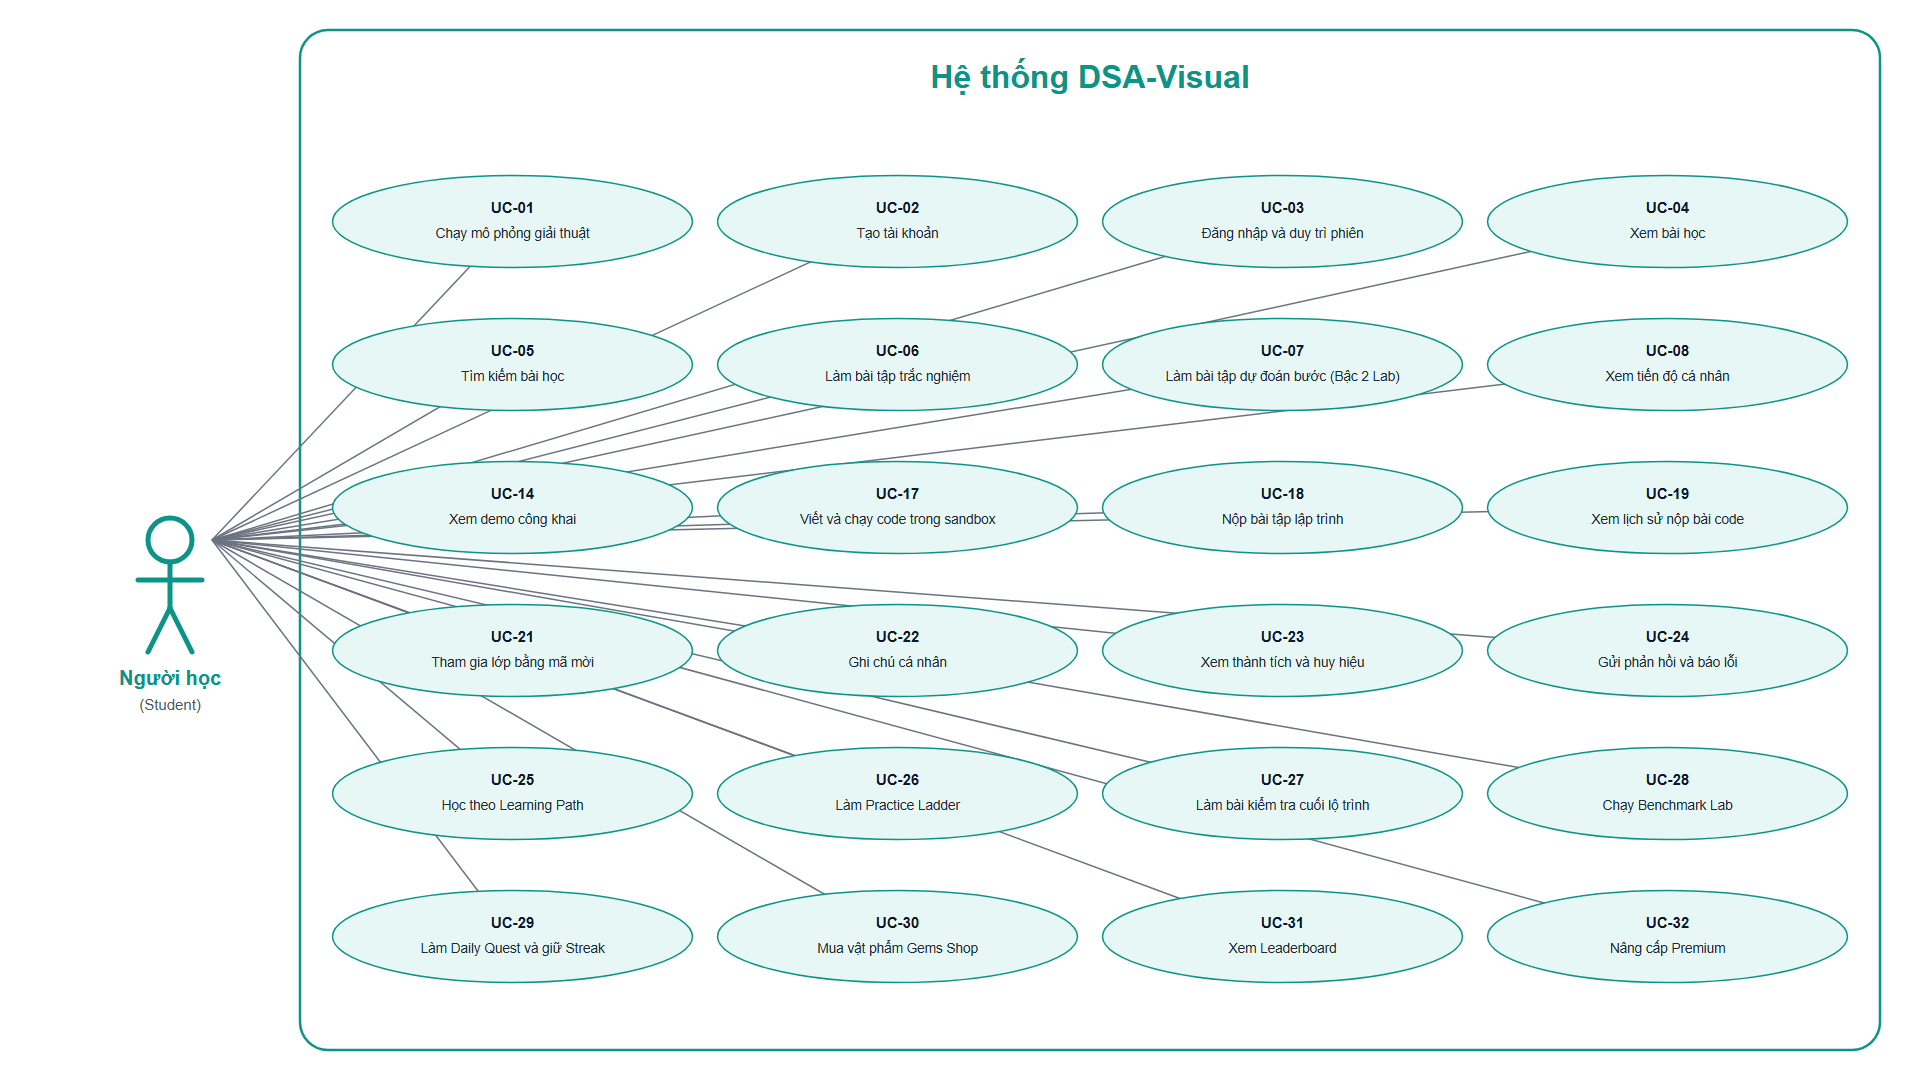 Hệ thống DSA-Visual
UC-01
Chạy mô phỏng giải thuật
UC-02
Tạo tài khoản
UC-03
Đăng nhập và duy trì phiên
UC-04
Xem bài học
UC-05
Tìm kiếm bài học
UC-06
Làm bài tập trắc nghiệm
UC-07
Làm bài tập dự đoán bước (Bậc 2 Lab)
UC-08
Xem tiến độ cá nhân
UC-14
Xem demo công khai
UC-17
Viết và chạy code trong sandbox
UC-18
Nộp bài tập lập trình
UC-19
Xem lịch sử nộp bài code
Người học
(Student)
UC-21
Tham gia lớp bằng mã mời
UC-22
Ghi chú cá nhân
UC-23
Xem thành tích và huy hiệu
UC-24
Gửi phản hồi và báo lỗi
UC-25
Học theo Learning Path
UC-26
Làm Practice Ladder
UC-27
Làm bài kiểm tra cuối lộ trình
UC-28
Chạy Benchmark Lab
UC-29
Làm Daily Quest và giữ Streak
UC-30
Mua vật phẩm Gems Shop
UC-31
Xem Leaderboard
UC-32
Nâng cấp Premium